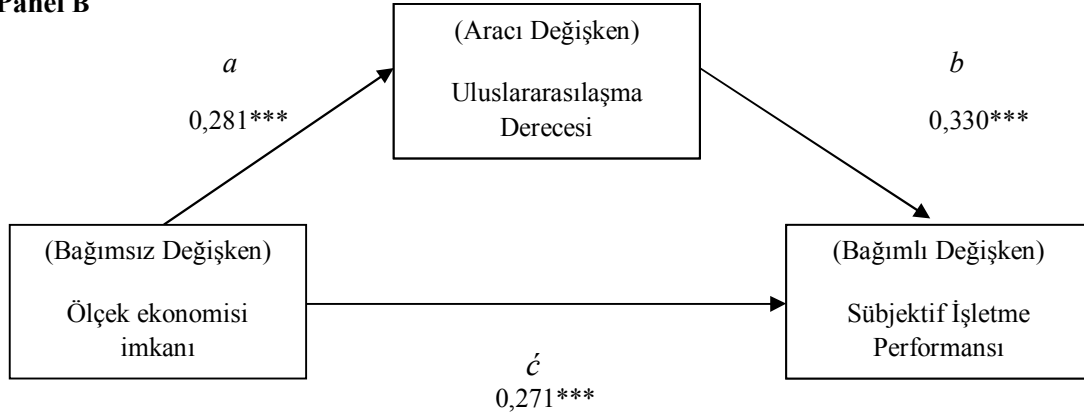 Panel B
(Aracı Değişken)
Uluslararasılaşma
Derecesi
a
0,281***
b
0,330***
(Bağımsız Değişken)
Ölçek ekonomisi
imkanı
(Bağımlı Değişken)
Sübjektif İşletme
Performansı
ć
0,271***